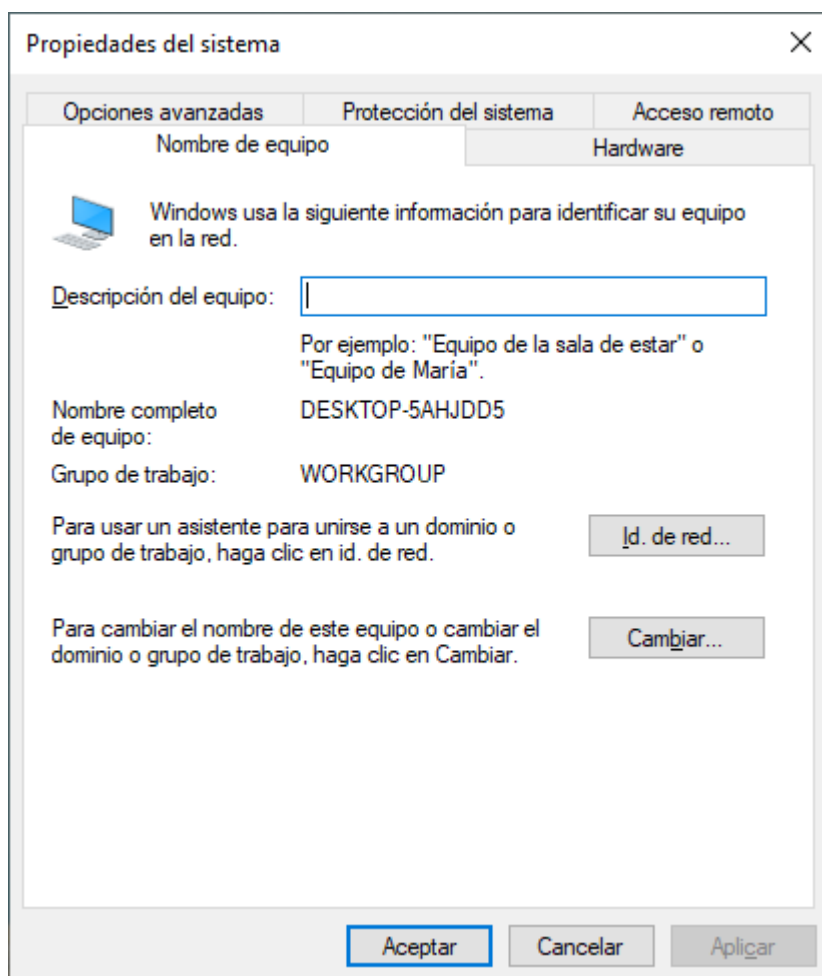 Propiedades del sistema
Opciones avanzadas
Protección del sistema
Acceso remoto
Nombre de equipo
Hardware
Windows usa la siguiente información para identificar su equipo
en la red.
Descripción del equipo:
Por ejemplo: "Equipo de la sala de estar" o
"Equipo de María".
Nombre completo
de equipo:
DESKTOP-5AHJDD5
Grupo de trabajo:
WORKGROUP
Para usar un asistente para unirse a un dominio o
grupo de trabajo, haga clic en id. de red.
Id. de red...
Para cambiar el nombre de este equipo o cambiar el
dominio o grupo de trabajo, haga clic en Cambiar.
Cambiar...
Aceptar
Cancelar
Aplicar